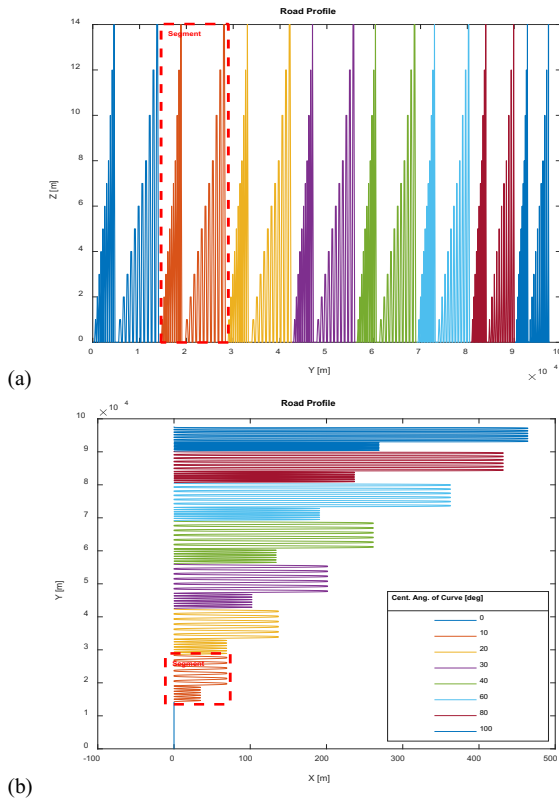 Road Profile
14
Segment
12
10
8
Z [m]
6
4
2
0
0 1 2 3 4 5 6 7 8 9 10
Y [m]
× 10 4
(a)
Road Profile
× 10 4
10
9
8
7
6
Y [m]
5
4
3
2
1
0
Segment
Cent. Ang. of Curve [deg]
0
10
20
30
40
60
80
100
-100 0 100 200 300 400 500
X [m]
(b)